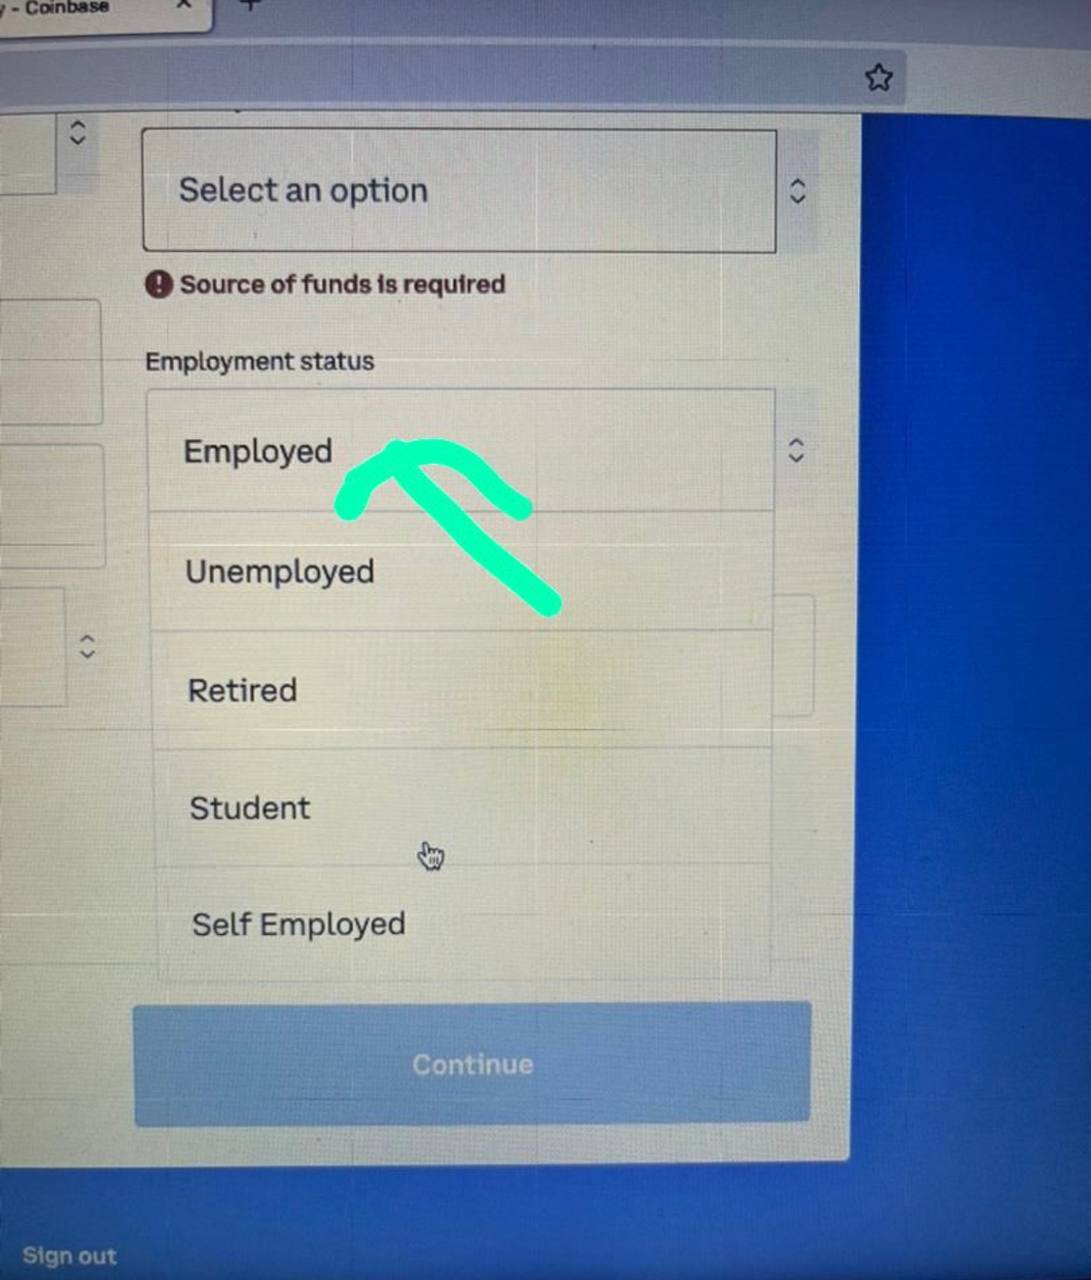 - Coinbase
Select an option
Source of funds is required
Employment status
Employed
Unemployed
Retired
Student
Self Employed
Continue
Sign out